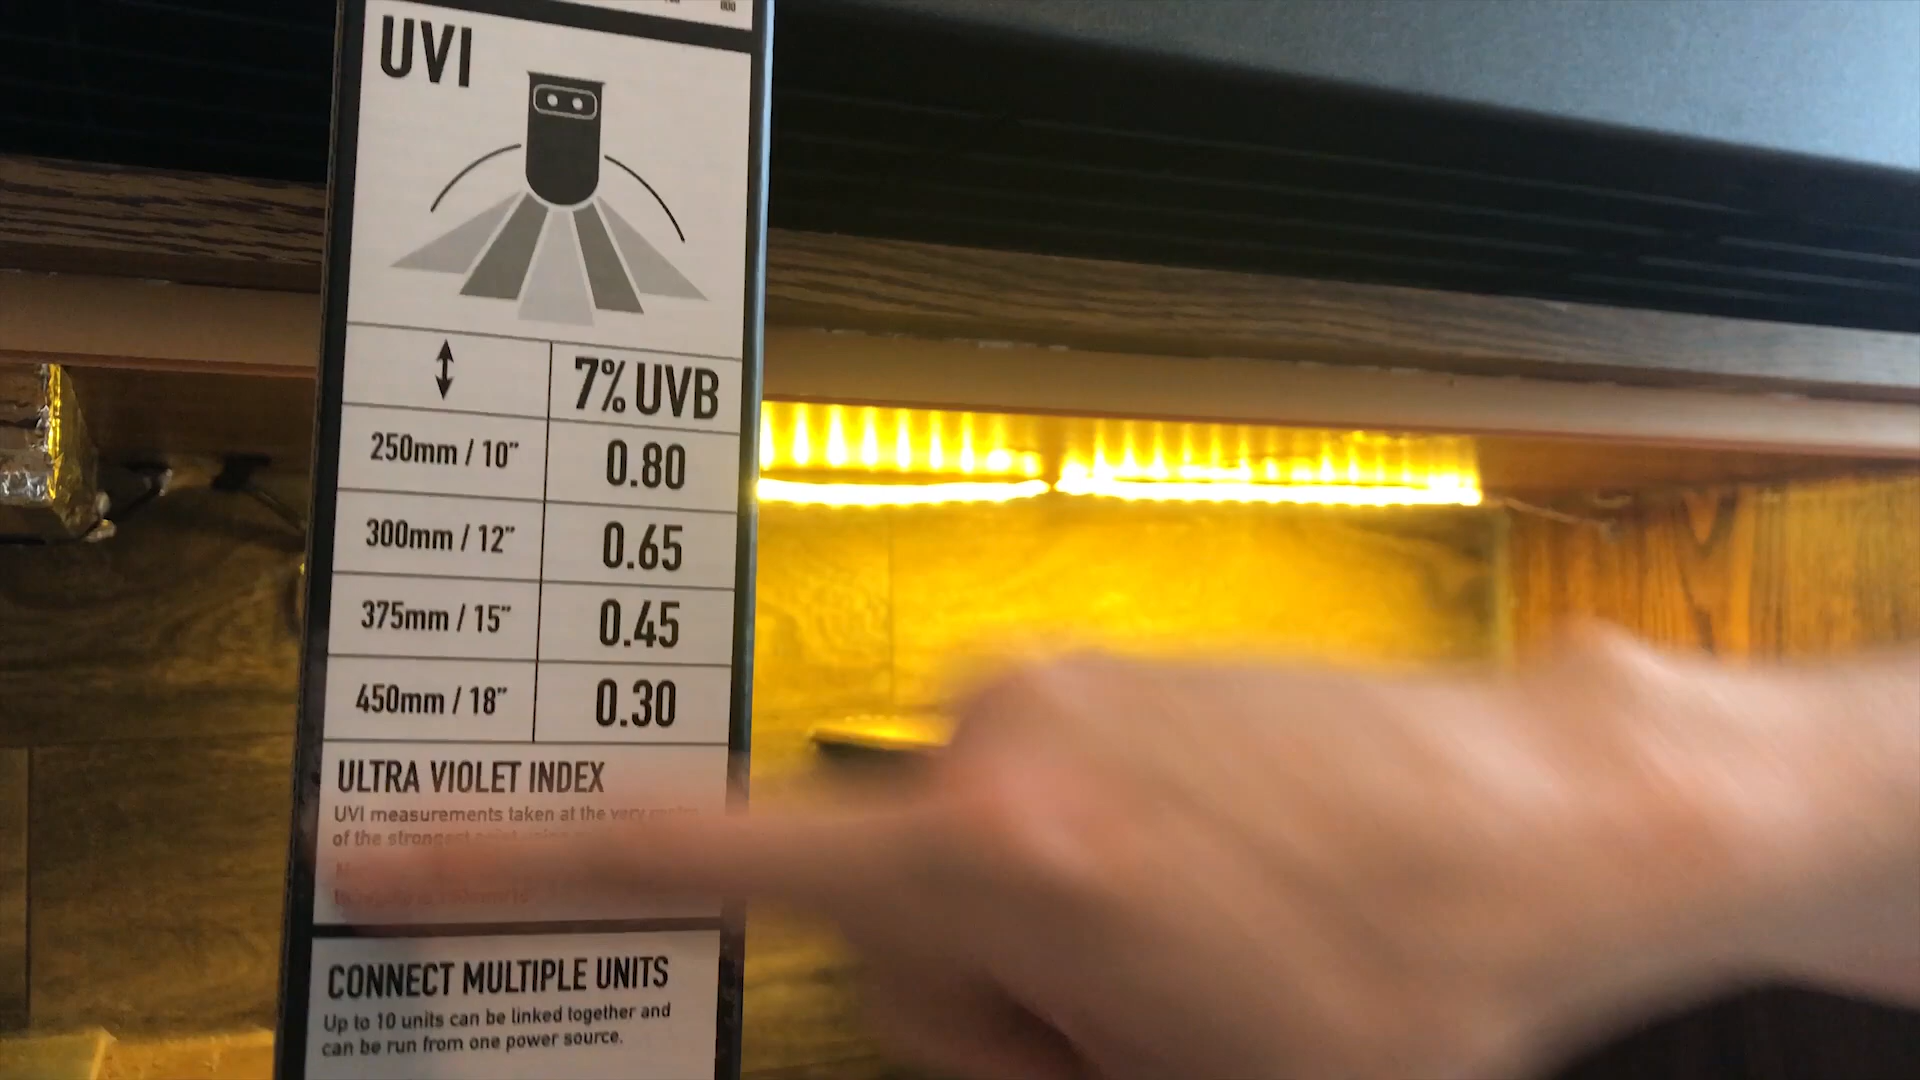 UVI
7% UVB
250mm / 10" 0.80
300mm / 12" 0.65
375mm / 15" 0.45
450mm / 18" 0.30
ULTRA VIOLET INDEX
UVI measurements taken at the very
of the strongest
CONNECT MULTIPLE UNITS
Up to 10 units can be linked together and
can be run from one power source.